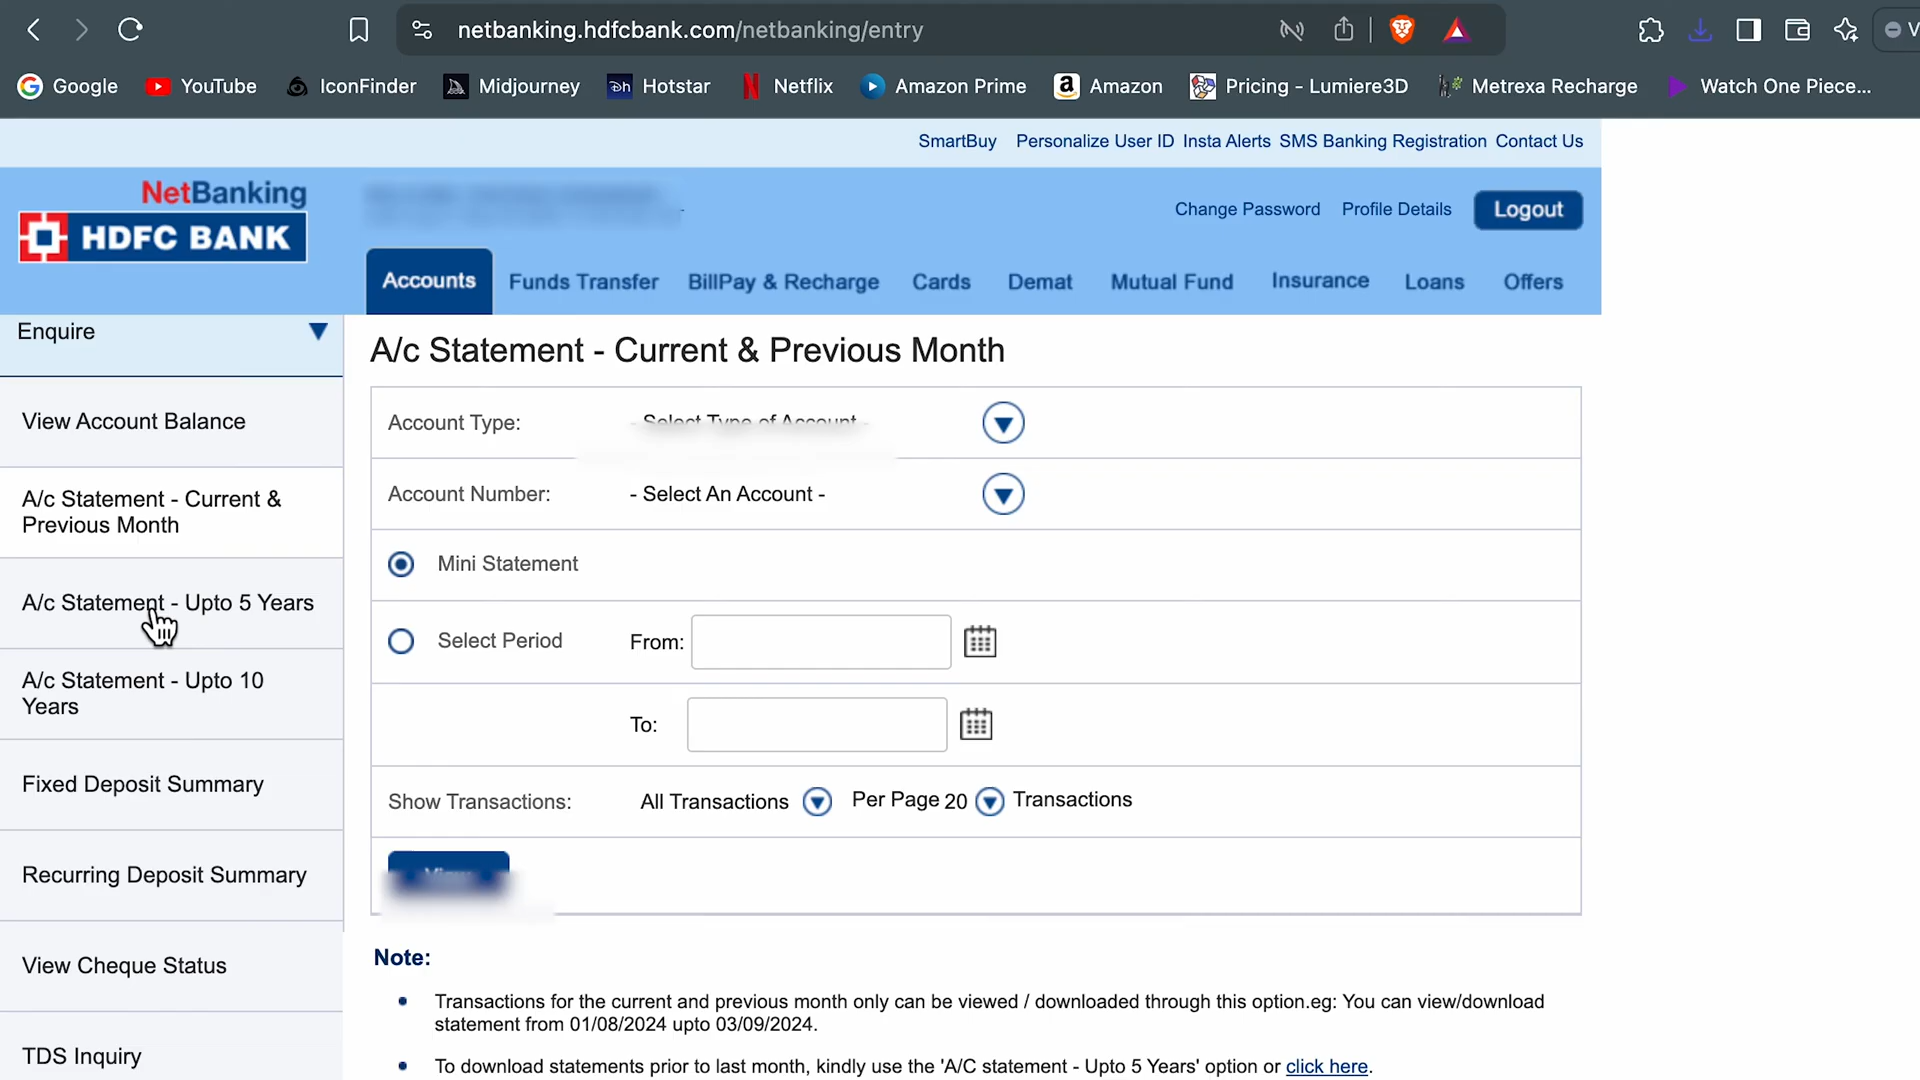 netbanking.hdfcbank.com/netbanking/entry
V
Google YouTube IconFinder Midjourney Hotstar Netflix Amazon Prime Amazon Pricing - Lumiere3D Metrexa Recharge Watch One Piece...
SmartBuy Personalize User ID Insta Alerts SMS Banking Registration Contact Us
NetBanking
HDFC BANK
Change Password Profile Details Logout
Accounts Funds Transfer BillPay & Recharge Cards Demat Mutual Fund Insurance Loans Offers
Enquire
View Account Balance
A/c Statement - Current &
Previous Month
A/c Statement - Upto 5 Years
A/c Statement - Upto 10
Years
Fixed Deposit Summary
Recurring Deposit Summary
View Cheque Status
TDS Inquiry
A/c Statement - Current & Previous Month
Account Type: - Select Type of Account -
Account Number: - Select An Account -
Mini Statement
Select Period From:
To:
Show Transactions: All Transactions Per Page 20 Transactions
View
Note:
Transactions for the current and previous month only can be viewed / downloaded through this option.eg: You can view/download
statement from 01/08/2024 upto 03/09/2024.
To download statements prior to last month, kindly use the 'A/C statement - Upto 5 Years' option or click here.